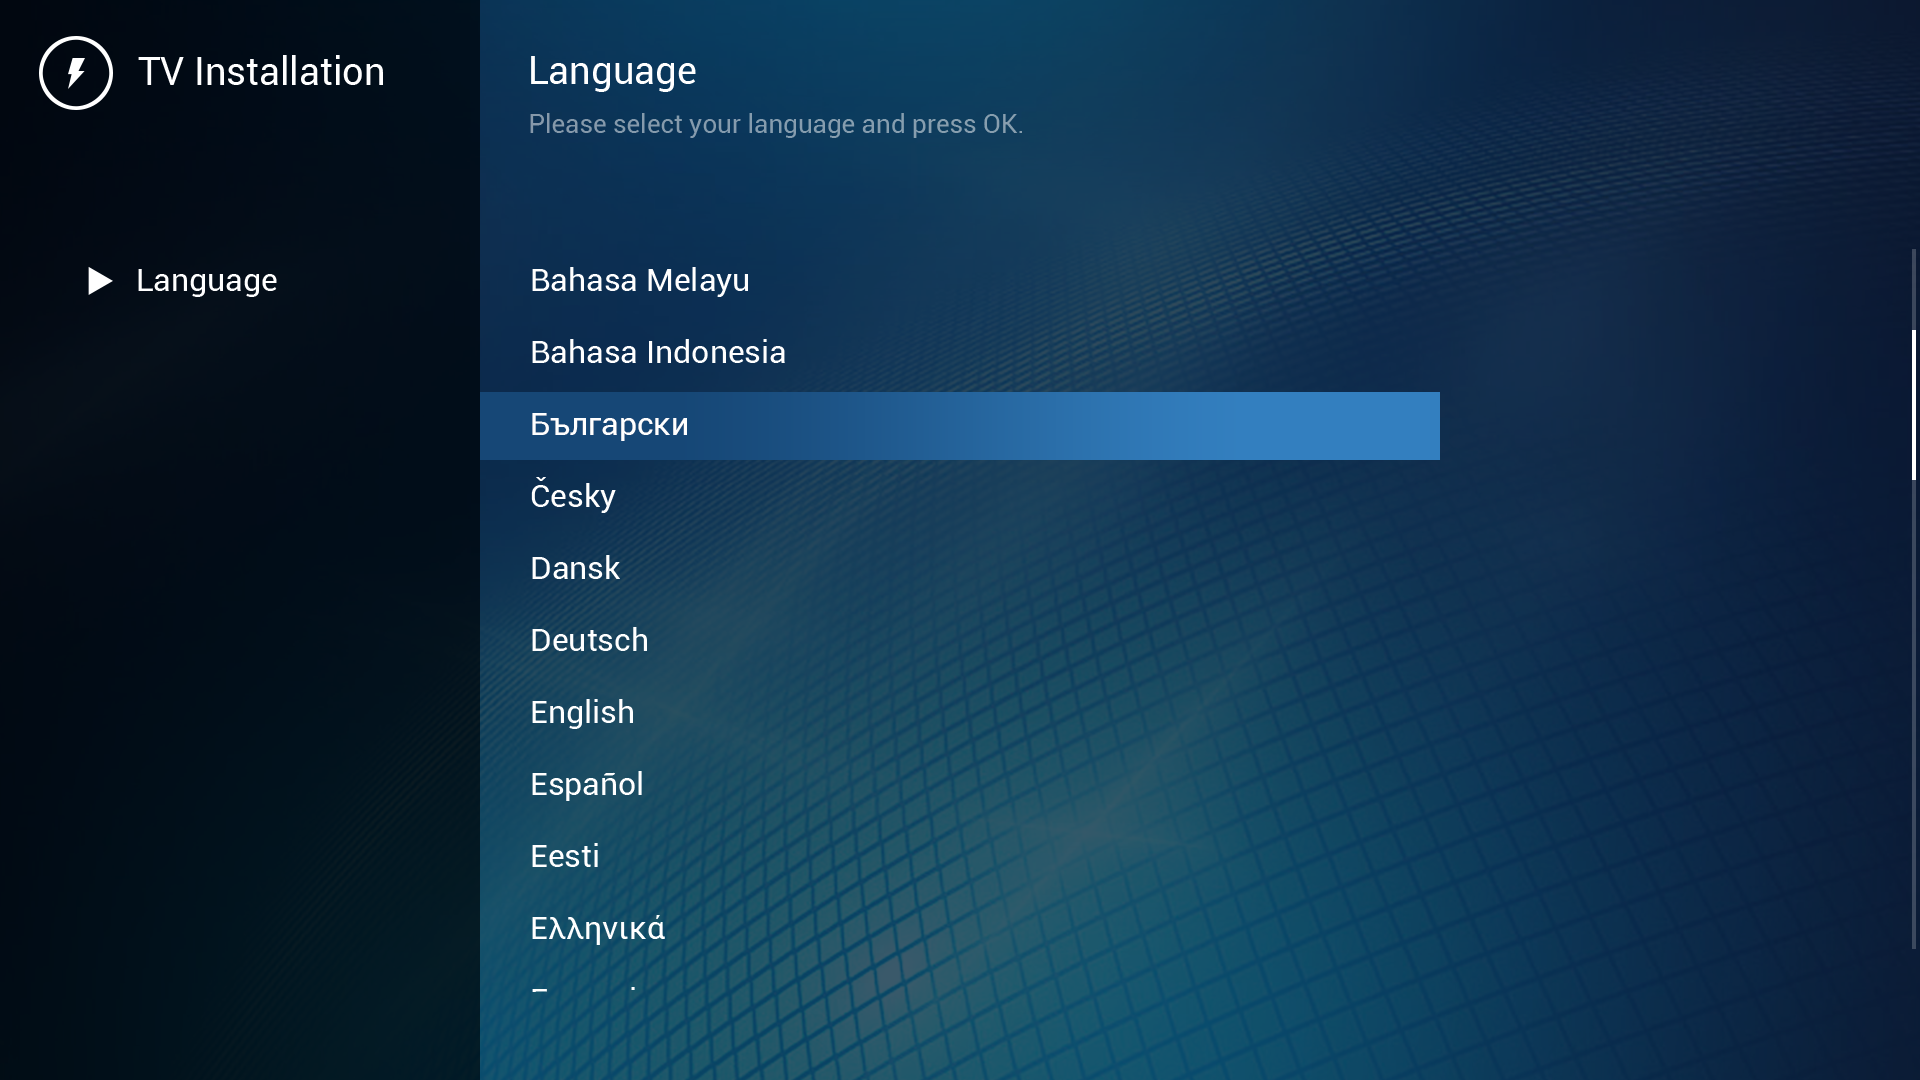 TV Installation
Language
Please select your language and press OK.
Language
Bahasa Melayu
Bahasa Indonesia
Български
Česky
Dansk
Deutsch
English
Español
Eesti
Ελληνικά